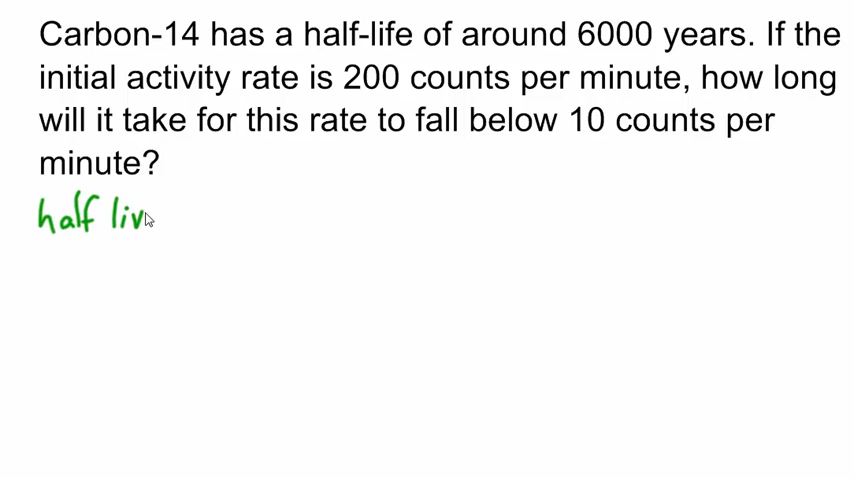 Carbon-14 has a half-life of around 6000 years. If the
initial activity rate is 200 counts per minute, how long
will it take for this rate to fall below 10 counts per
minute?
half liv